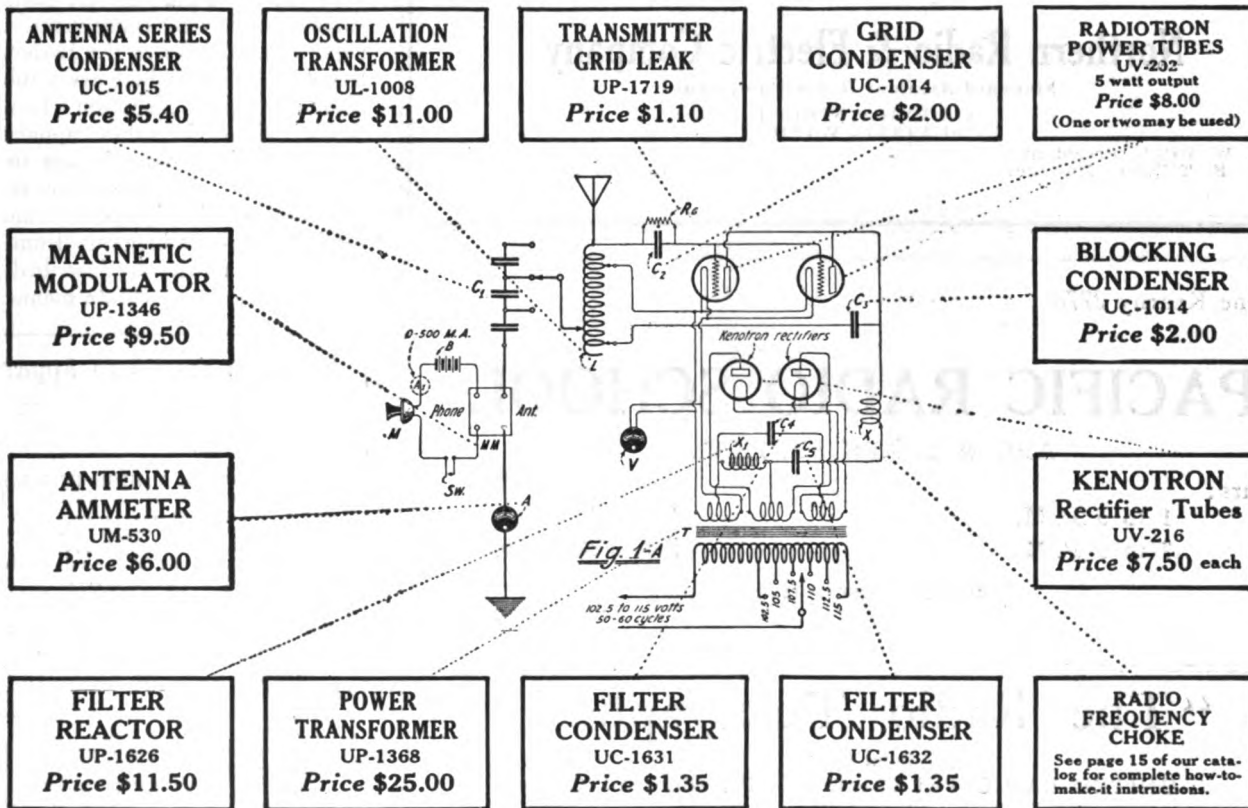 ANTENNA SERIES
CONDENSER
UC-1015
Price $5.40
OSCILLATION
TRANSFORMER
UL-1008
Price $11.00
TRANSMITTER
GRID LEAK
UP-1719
Price $1.10
GRID
CONDENSER
UC-1014
Price $2.00
RADIOTRON
POWER TUBES
UV-202
5 watt output
Price $8.00
(One or two may be used)
MAGNETIC
MODULATOR
UP-1346
Price $9.50
BLOCKING
CONDENSER
UC-1014
Price $2.00
ANTENNA
AMMETER
UM-530
Price $6.00
KENOTRON
Rectifier Tubes
UV-216
Price $7.50 each
RG
C2
C1
C3
L
0-500 M.A.
B
A
Phone
Ant.
M
MM
Sw.
A
Kenotron rectifiers
V
X1
C4
C5
X
T
Fig. 1-A
102.5 to 115 volts
50-60 cycles
102.5
105
107.5
110
112.5
115
FILTER
REACTOR
UP-1626
Price $11.50
POWER
TRANSFORMER
UP-1368
Price $25.00
FILTER
CONDENSER
UC-1631
Price $1.35
FILTER
CONDENSER
UC-1632
Price $1.35
RADIO
FREQUENCY
CHOKE
See page 15 of our cata-
log for complete how-to-
make-it instructions.